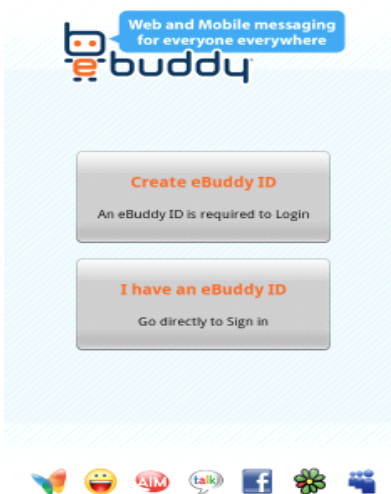 Web and Mobile messaging
for everyone everywhere
ebuddy
Create eBuddy ID
An eBuddy ID is required to Login
I have an eBuddy ID
Go directly to Sign in
AIM
talk
f